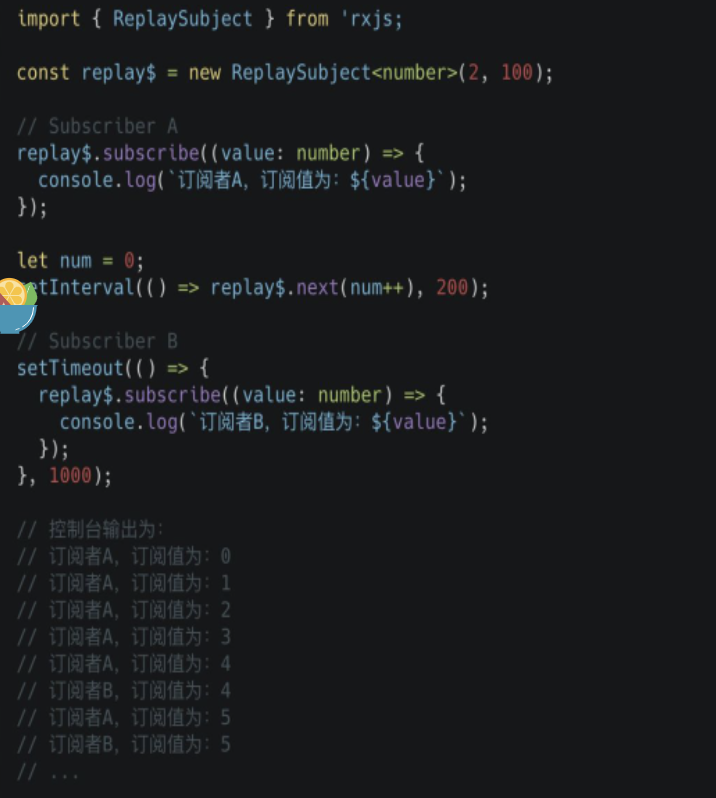 import { ReplaySubject } from 'rxjs;
const replay$ = new ReplaySubject<number>(2, 100);
// Subscriber A
replay$.subscribe((value: number) => {
  console.log(`订阅者A，订阅值为：${value}`);
});
let num = 0;
etInterval(() => replay$.next(num++), 200);
// Subscriber B
setTimeout(() => {
  replay$.subscribe((value: number) => {
    console.log(`订阅者B，订阅值为：${value}`);
  });
}, 1000);
// 控制台输出为：
// 订阅者A，订阅值为：0
// 订阅者A，订阅值为：1
// 订阅者A，订阅值为：2
// 订阅者A，订阅值为：3
// 订阅者A，订阅值为：4
// 订阅者B，订阅值为：4
// 订阅者A，订阅值为：5
// 订阅者B，订阅值为：5
// ...